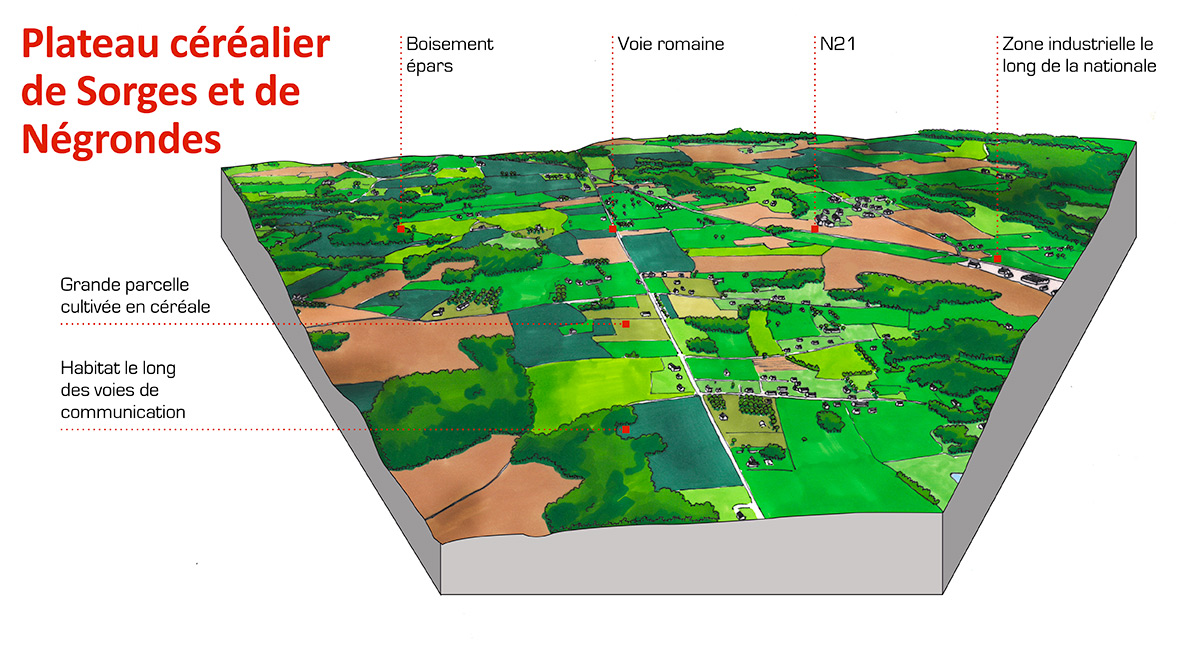 Plateau céréalier
de Sorges et de
Négrondes
Boisement
épars
Voie romaine
N21
Zone industrielle le
long de la nationale
Grande parcelle
cultivée en céréale
Habitat le long
des voies de
communication